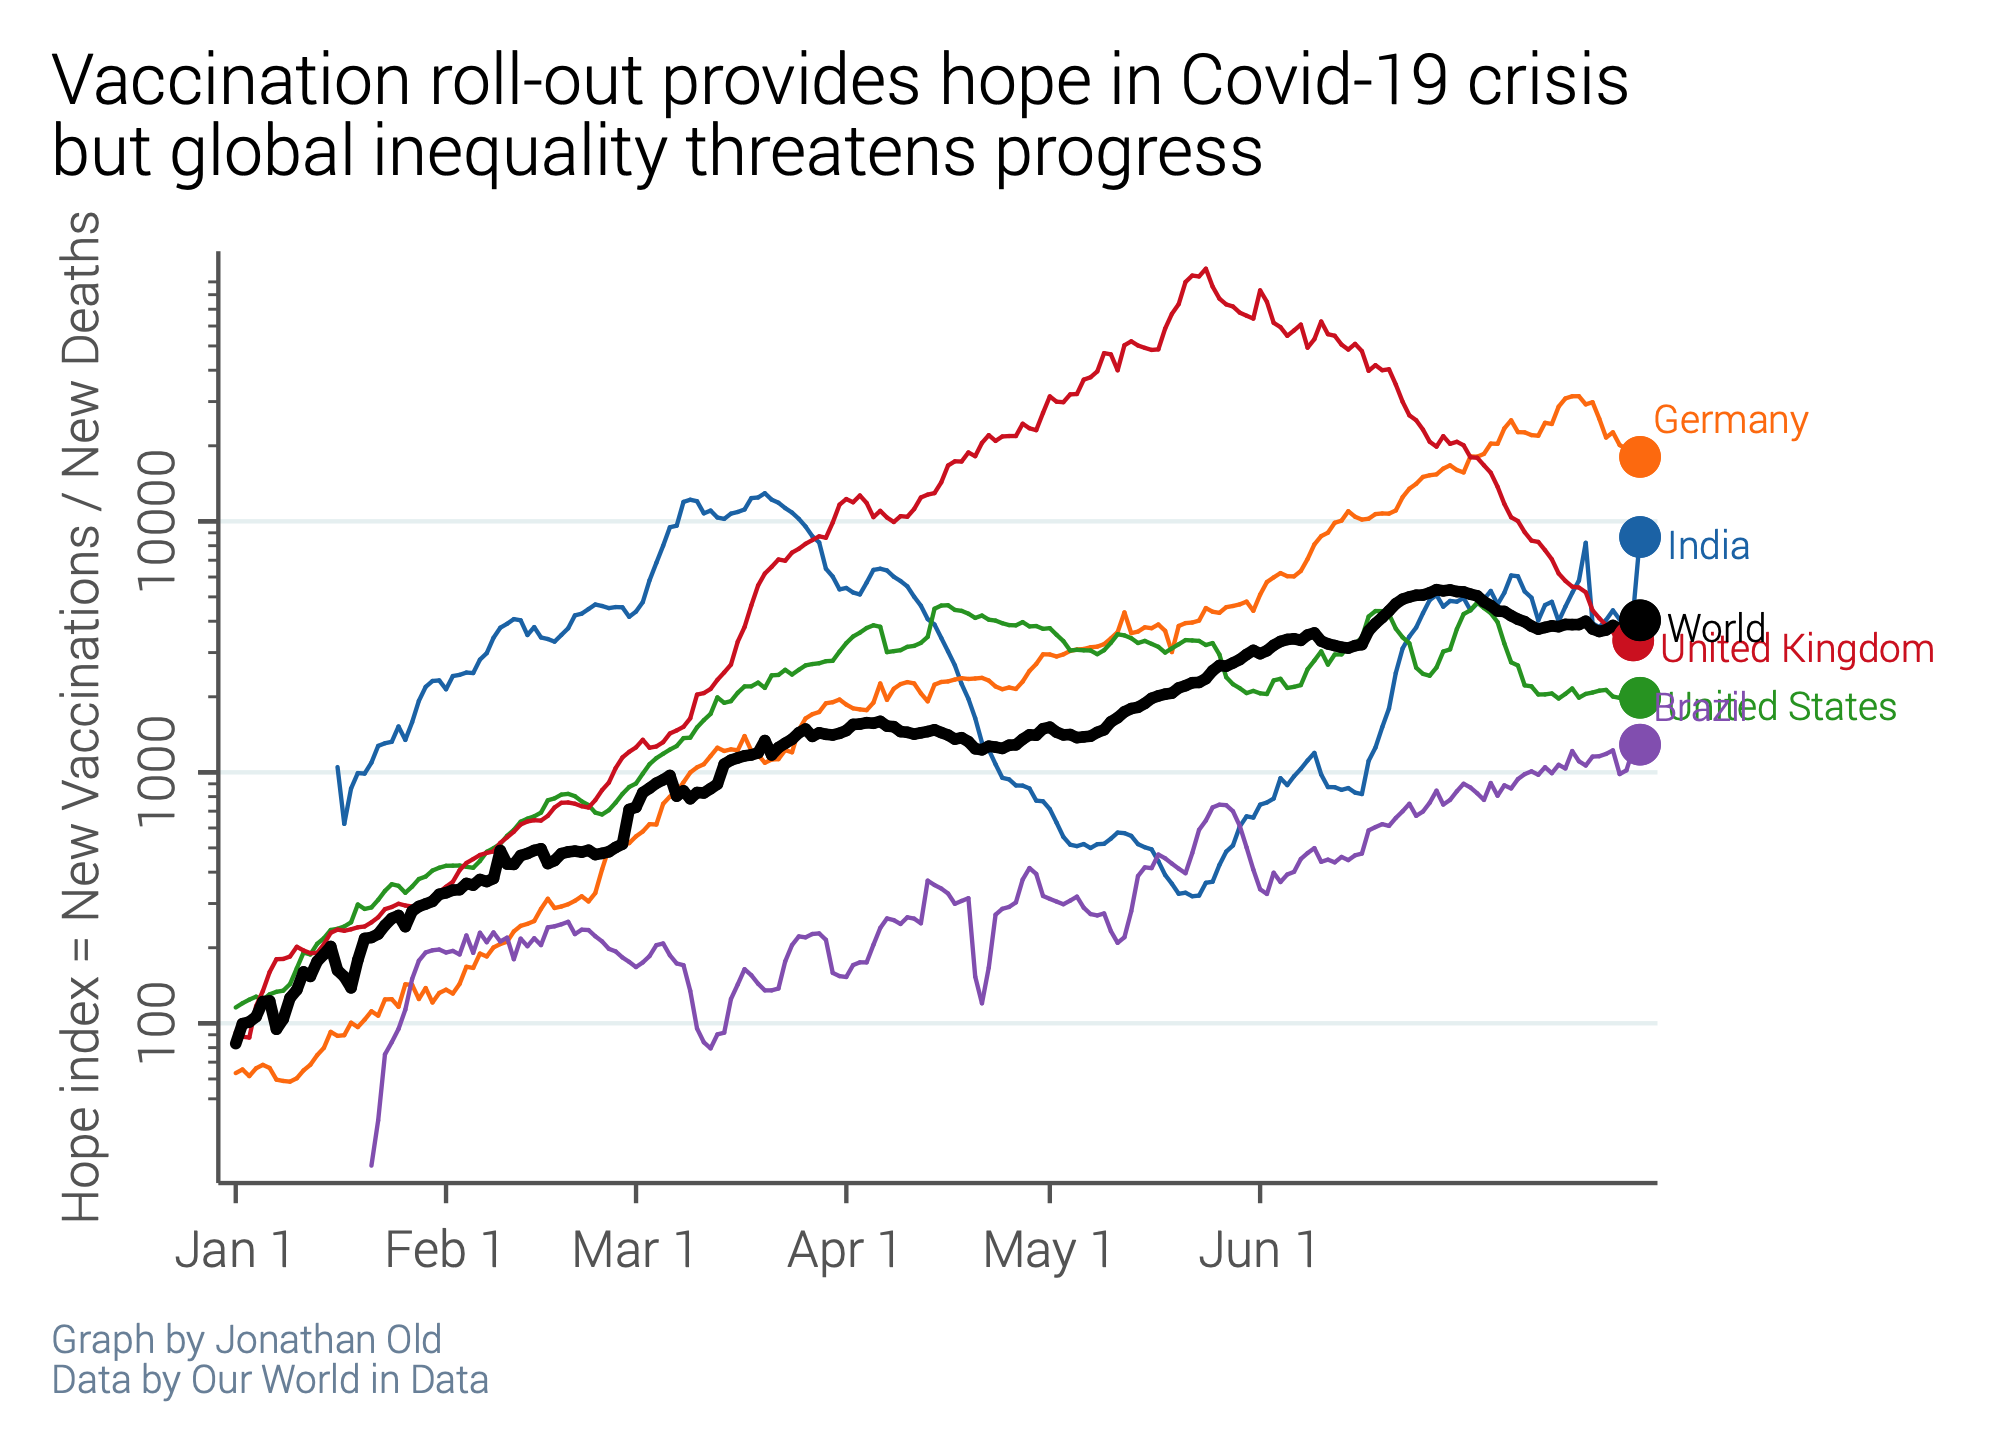 Vaccination roll-out provides hope in Covid-19 crisis
but global inequality threatens progress
Hope index = New Vaccinations / New Deaths
10000
1000
100
Germany
India
World
United Kingdom
United States
Brazil
Jan 1
Feb 1
Mar 1
Apr 1
May 1
Jun 1
Graph by Jonathan Old
Data by Our World in Data